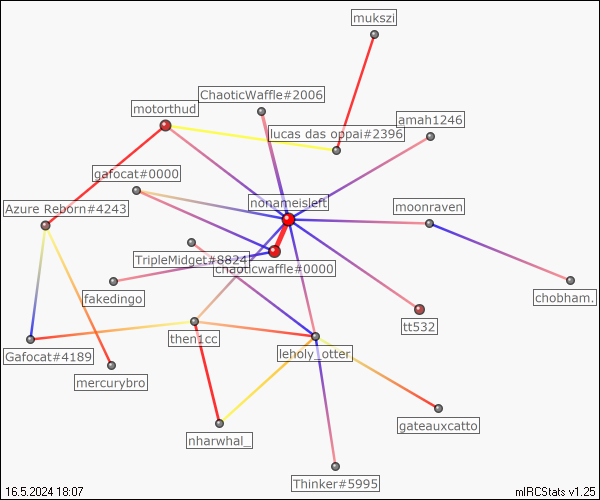 mukszi
ChaoticWaffle#2006
motorthud
amah1246
lucas das oppai#2396
gafocat#0000
nonameisleft
moonraven
Azure Reborn#4243
TripleMidget#8824
chaoticwaffle#0000
fakedingo
chobham.
tt532
then1cc
leholy_otter
Gafocat#4189
mercurybro
gateauxcatto
nharwhal_
Thinker#5995
16.5.2024 18:07
mIRCStats v1.25